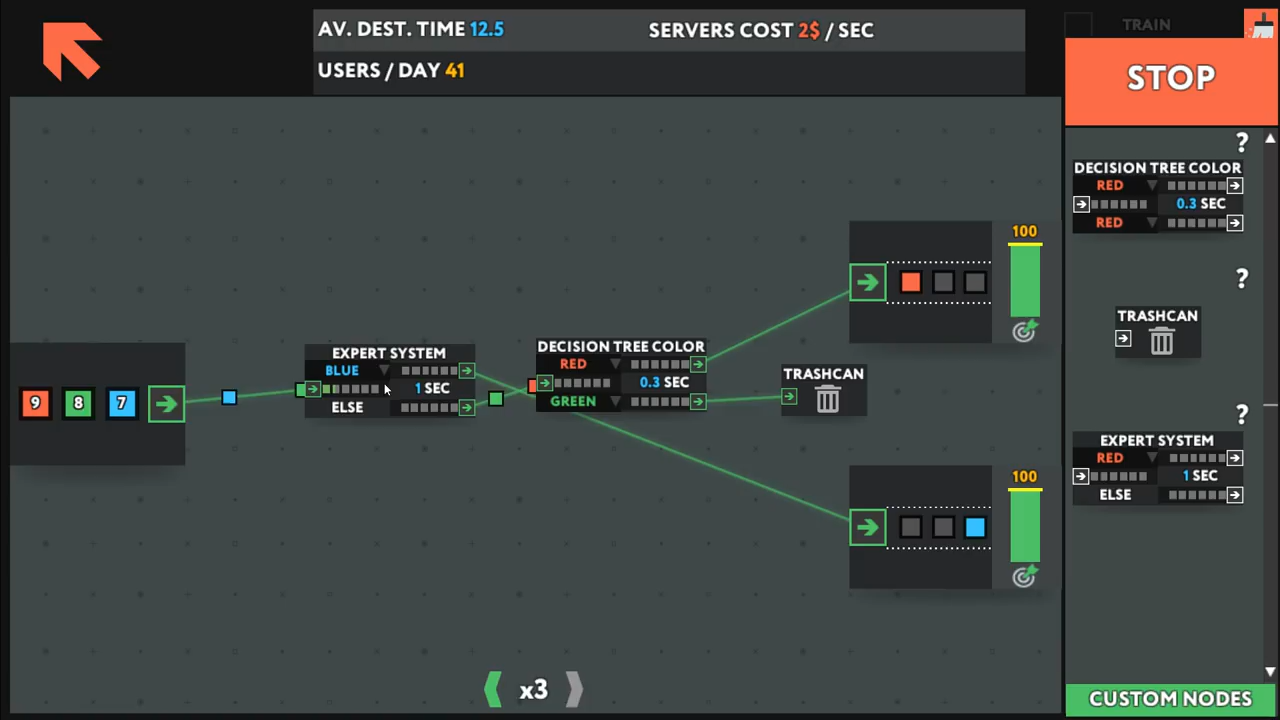 AV. DEST. TIME 12.5
SERVERS COST 2$ / SEC
USERS / DAY 41
TRAIN
STOP
?
DECISION TREE COLOR
RED
0.3 SEC
RED
?
TRASHCAN
?
EXPERT SYSTEM
RED
1 SEC
ELSE
CUSTOM NODES
9 8 7
EXPERT SYSTEM
BLUE
1 SEC
ELSE
DECISION TREE COLOR
RED
0.3 SEC
GREEN
TRASHCAN
100
100
x3